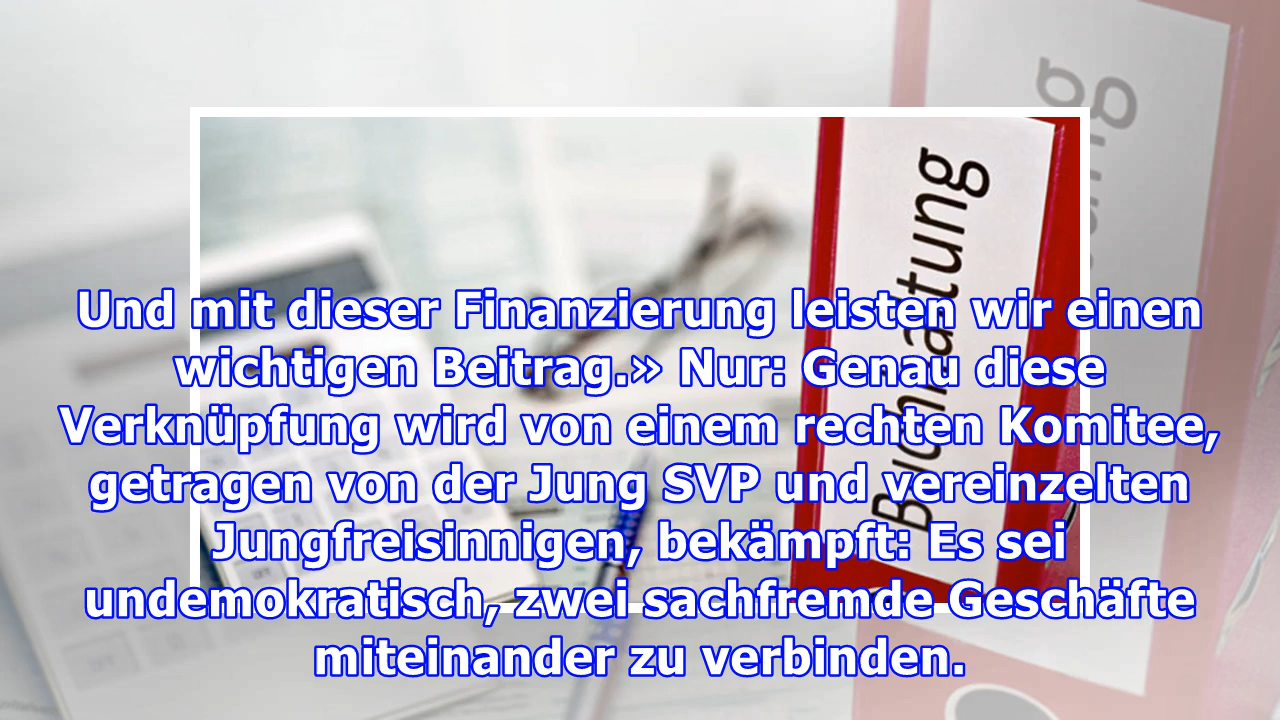 Und mit dieser Finanzierung leisten wir einen
wichtigen Beitrag.» Nur: Genau diese
Verknüpfung wird von einem rechten Komitee,
getragen von der Jung SVP und vereinzelten
Jungfreisinnigen, bekämpft: Es sei
undemokratisch, zwei sachfremde Geschäfte
miteinander zu verbinden.
Buchhaltung